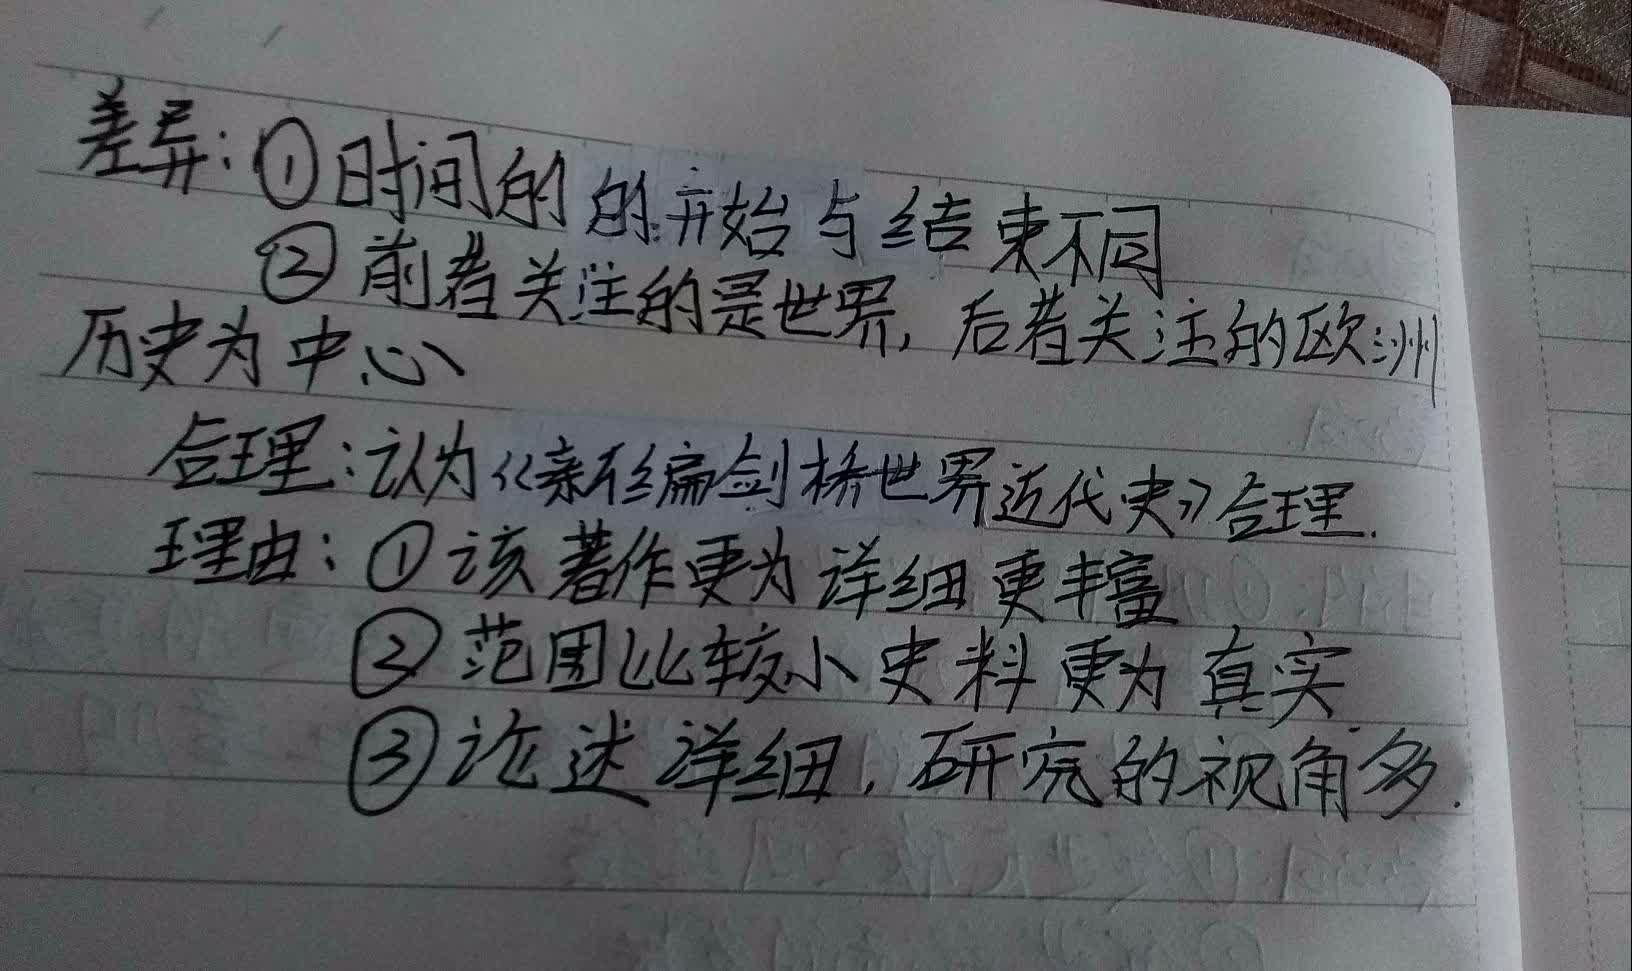 差异:①时间的的开始与结束不同
②前着关注的是世界,后着关注的欧洲
历史为中心
合理:认为《亲形编剑桥世界近代史》合理.
理由:①该著作更为详细更丰富
②范围比较小史料更为真实
③论述详细,研究的视角多.